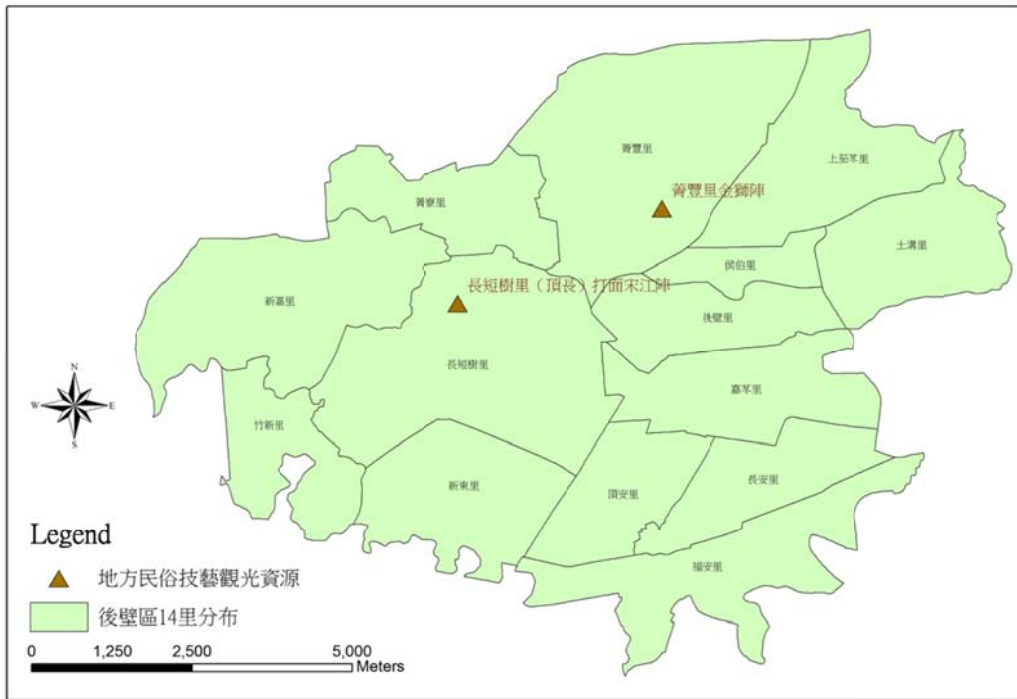 菁豐里
上茄苳里
菁豐里金獅陣
菁寮里
土溝里
侯伯里
長短樹里（頂長）打面宋江陣
新嘉里
後壁里
長短樹里
嘉苳里
N
W
E
S
竹新里
新東里
頂安里
長安里
福安里
Legend
地方民俗技藝觀光資源
後壁區14里分布
0 1,250 2,500 5,000
Meters